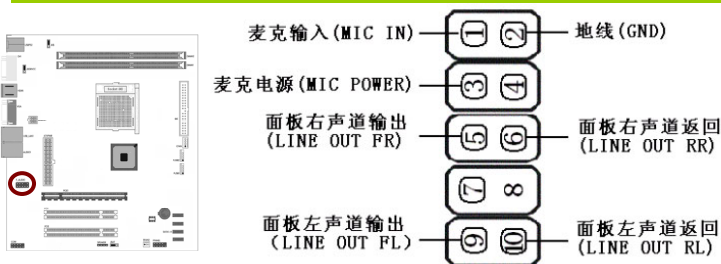 麦克输入(MIC IN)
1
2
地线(GND)
麦克电源(MIC POWER)
3
4
面板右声道输出
(LINE OUT FR)
5
6
面板右声道返回
(LINE OUT RR)
7
8
面板左声道输出
(LINE OUT FL)
9
10
面板左声道返回
(LINE OUT RL)